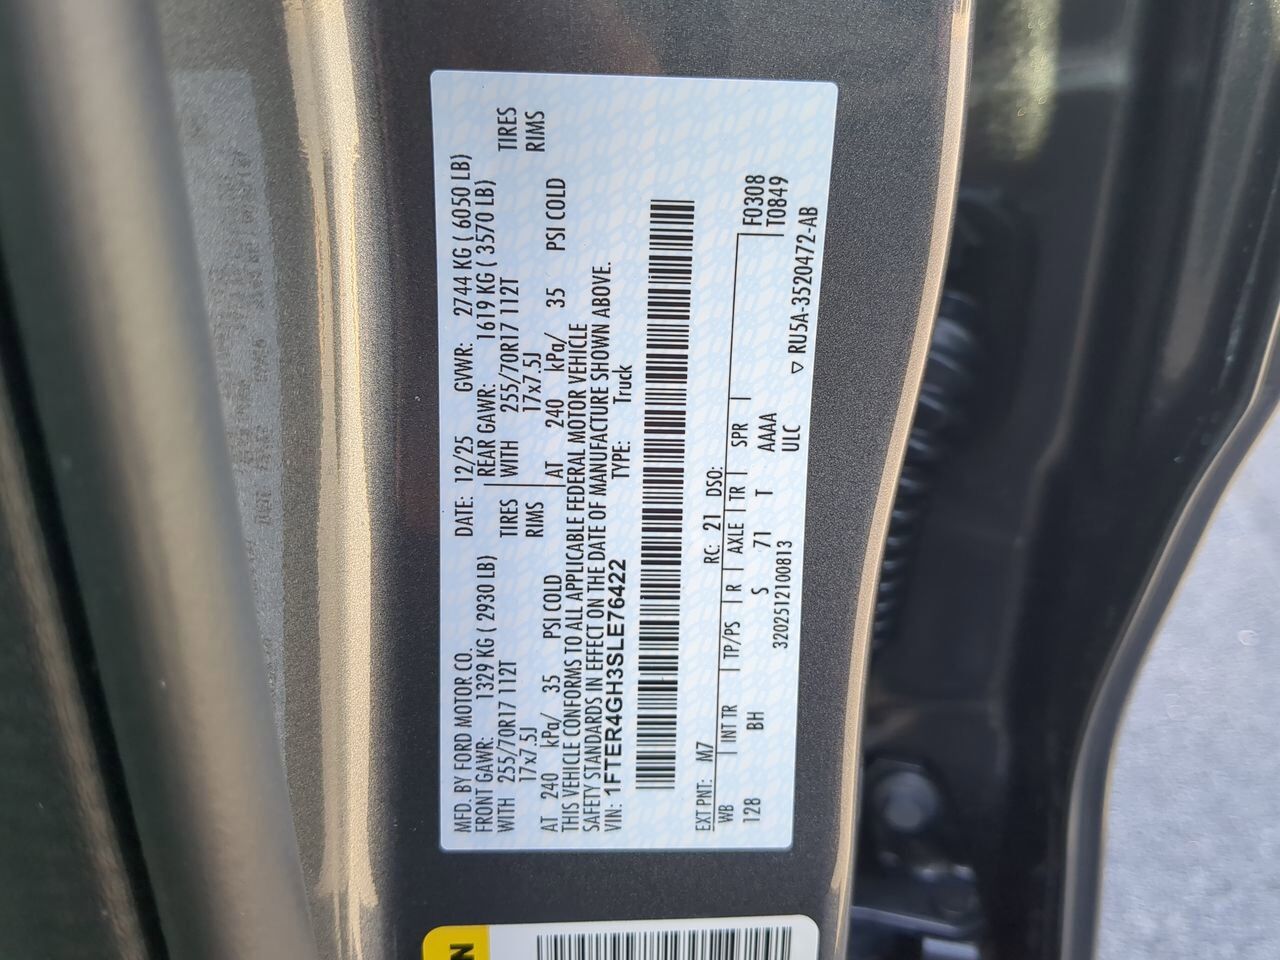 MFD. BY FORD MOTOR CO. DATE: 12/25 GVWR: 2744 KG ( 6050 LB)
FRONT GAWR: 1329 KG ( 2930 LB) REAR GAWR: 1619 KG ( 3570 LB)
WITH 255/70R17 112T TIRES WITH 255/70R17 112T TIRES
17x7.5J RIMS 17x7.5J RIMS
AT 240 kPa/ 35 PSI COLD AT 240 kPa/ 35 PSI COLD
THIS VEHICLE CONFORMS TO ALL APPLICABLE FEDERAL MOTOR VEHICLE
SAFETY STANDARDS IN EFFECT ON THE DATE OF MANUFACTURE SHOWN ABOVE.
VIN: 1FTER4GH3SLE76422 TYPE: Truck
EXT PNT: M7 RC: 21 DSO:
WB INT TR TP/PS R AXLE TR SPR F0308
128 BH S 71 T AAAA T0849
3202512100813 ULC
▽ RU5A-3520472-AB
N